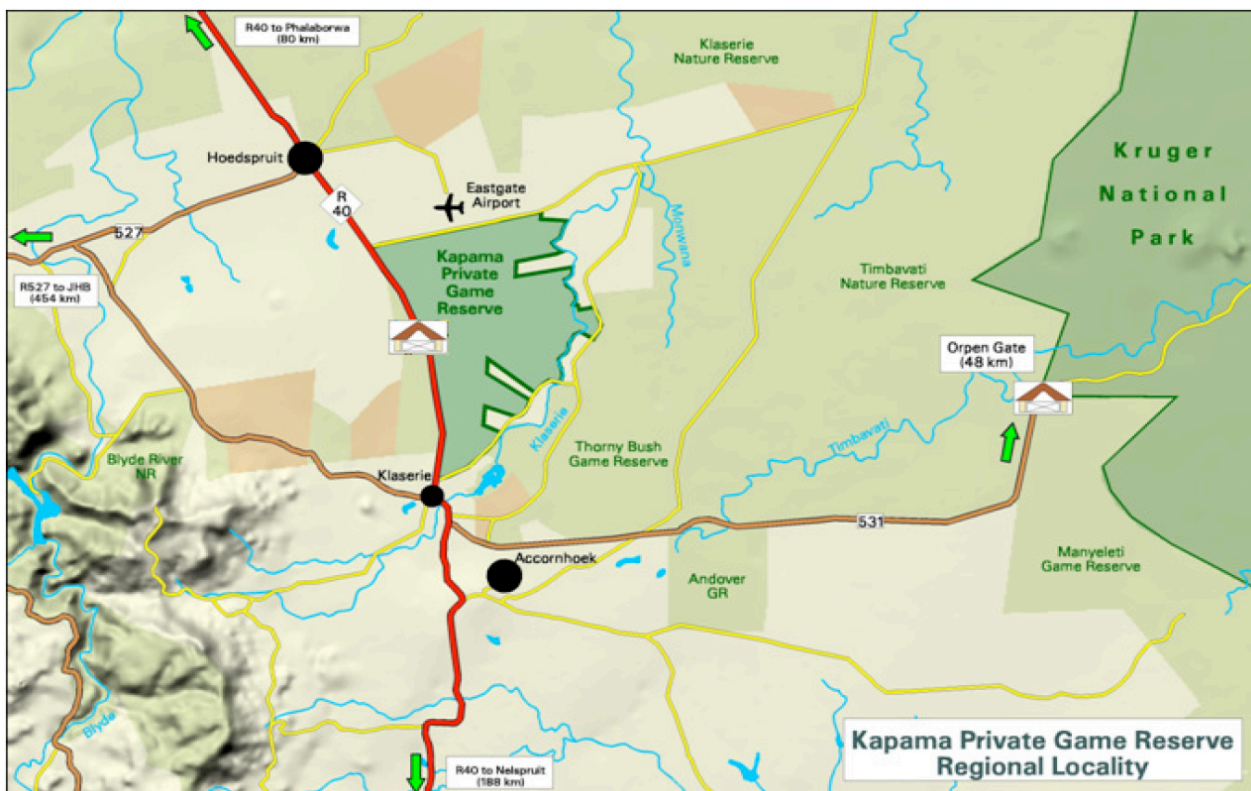 R40 to Phalaborwa
(80 km)
Klaserie
Nature Reserve
Hoedspruit
Kruger
National
Park
Eastgate
Airport
R
40
527
Monwana
Kapama
Private
Game
Reserve
Timbavati
Nature Reserve
R527 to JHB
(454 km)
Orpen Gate
(48 km)
Klaserie
Timbavati
Thorny Bush
Game Reserve
Blyde River
NR
Klaserie
531
Accornhoek
Manyeleti
Game Reserve
Andover
GR
Blyde
Kapama Private Game Reserve
Regional Locality
R40 to Nelspruit
(188 km)